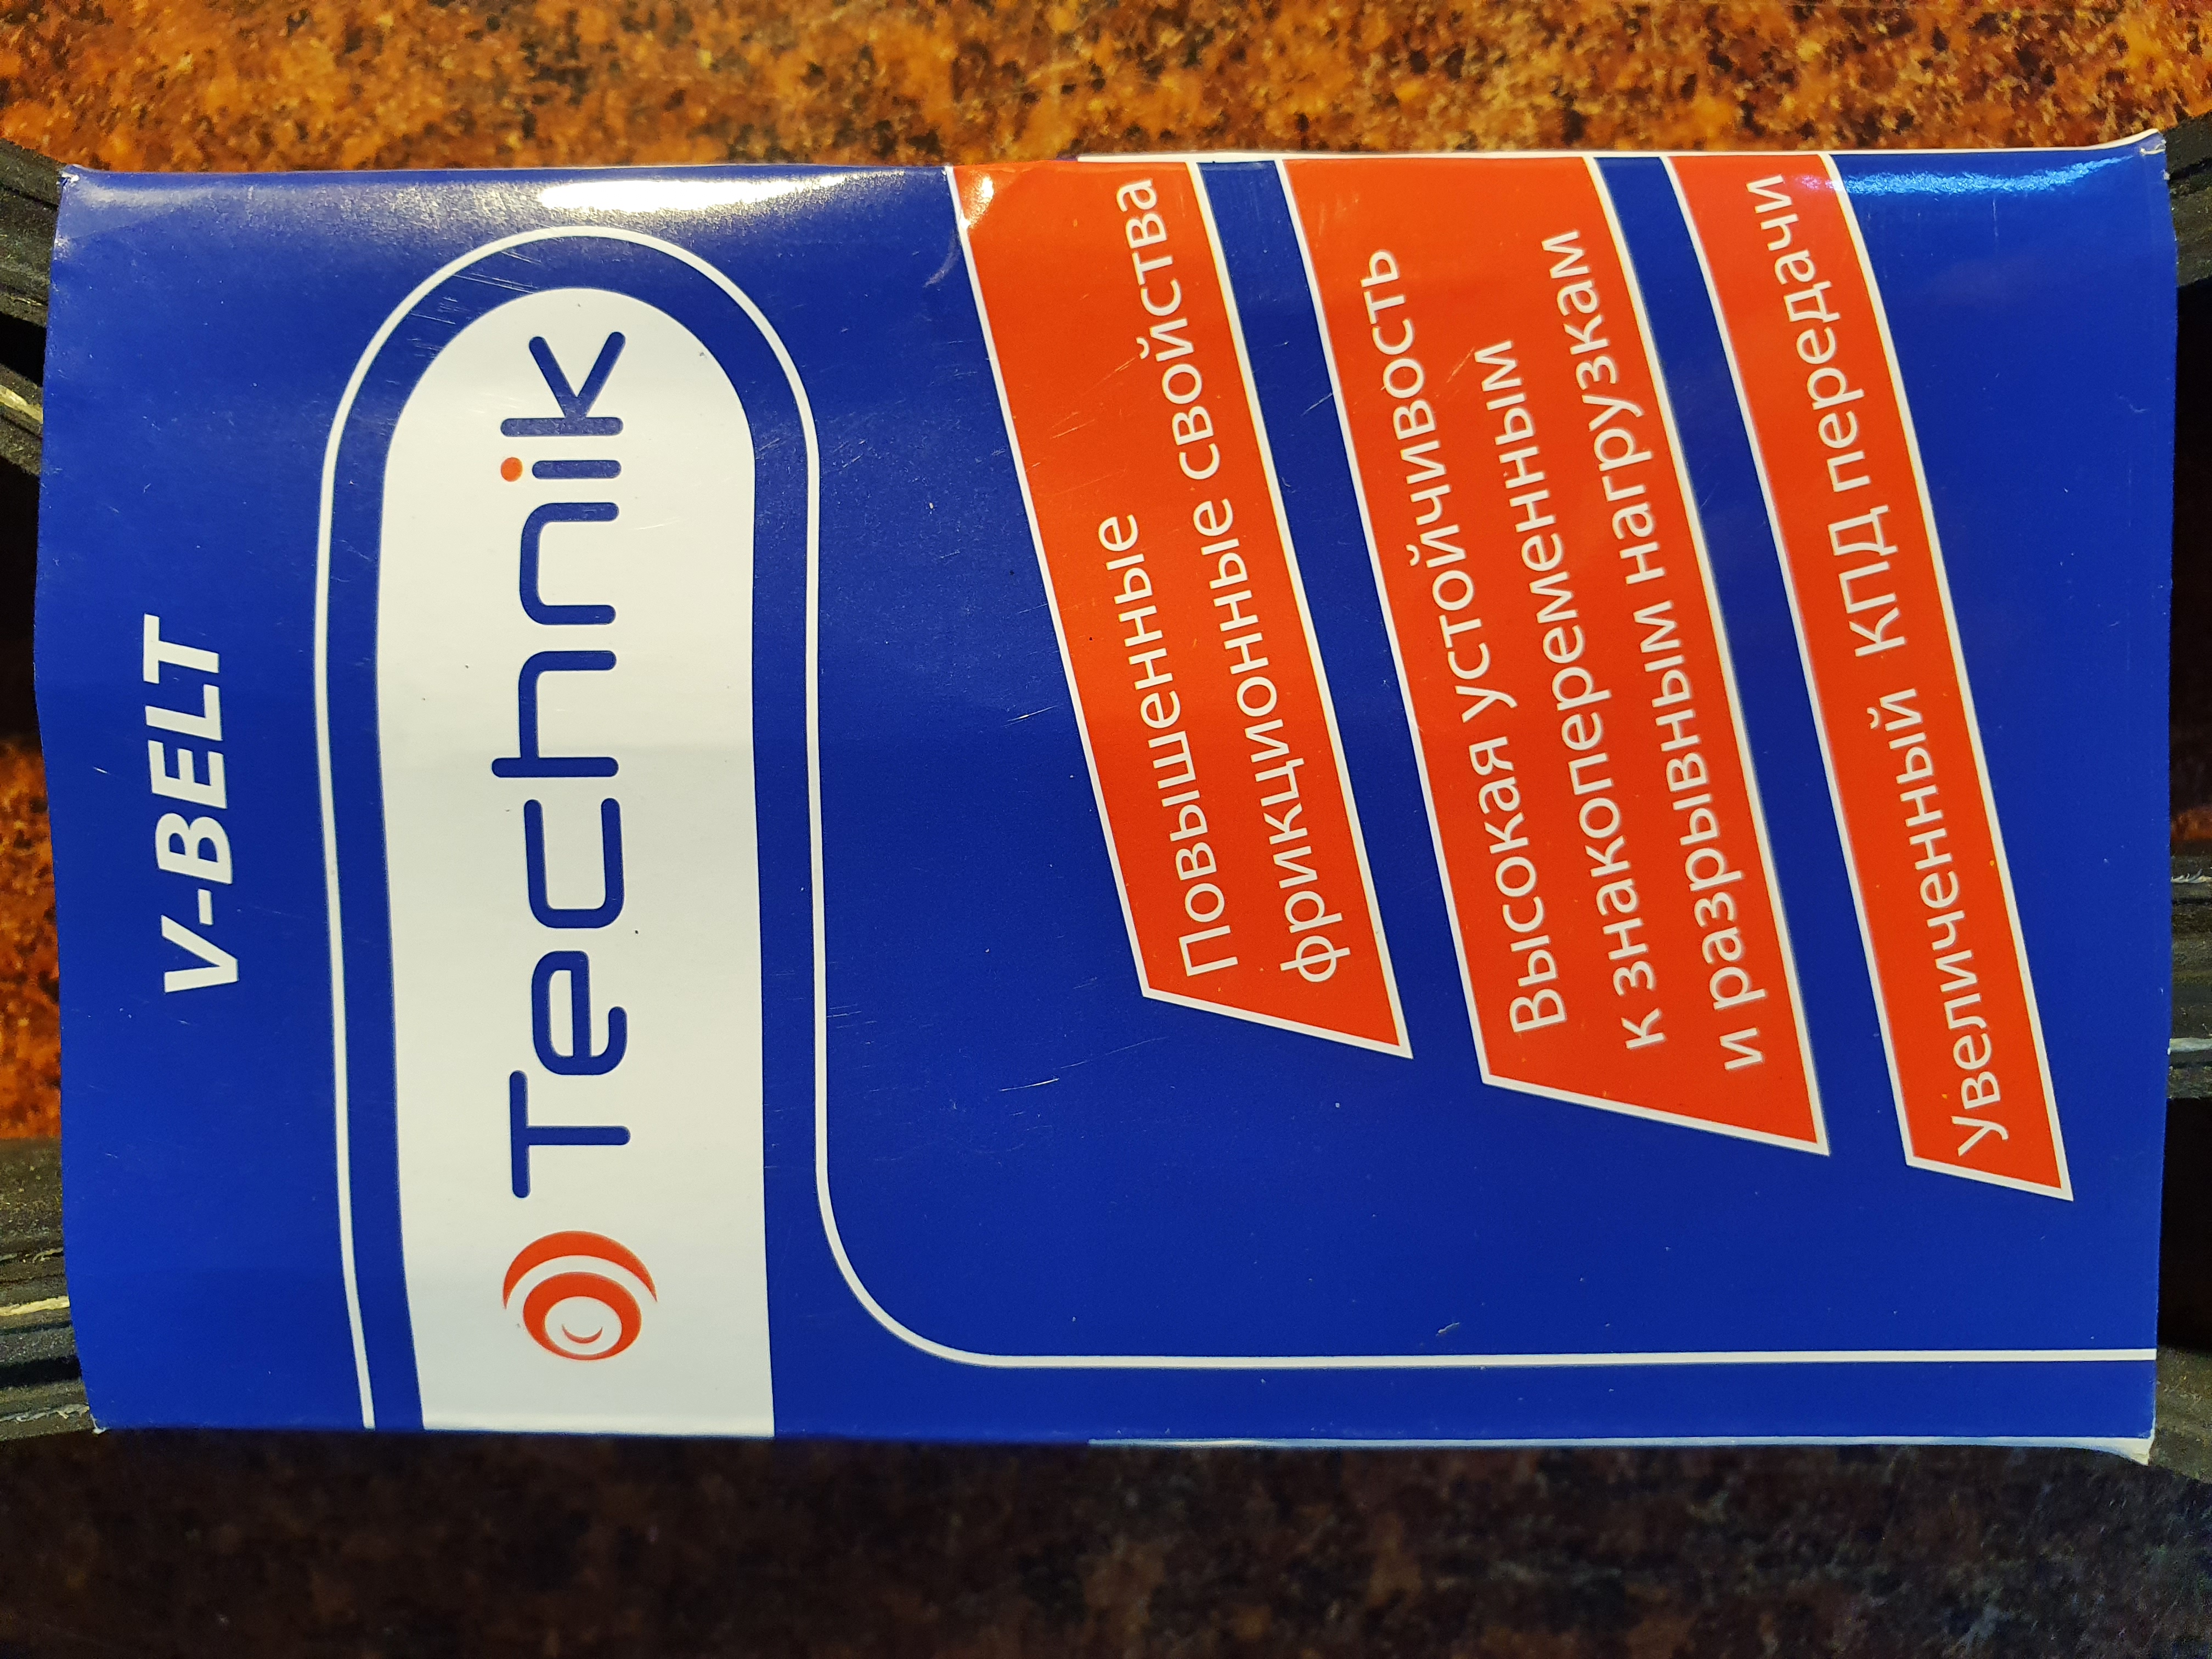 V-BELT
Technik
Повышенные
фрикционные свойства
Высокая устойчивость
к знакопеременным
и разрывным нагрузкам
Увеличенный КПД передачи